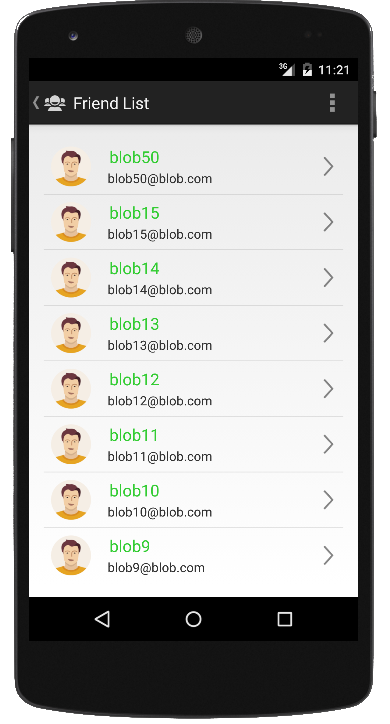 3G 11:21
Friend List
blob50
blob50@blob.com
blob15
blob15@blob.com
blob14
blob14@blob.com
blob13
blob13@blob.com
blob12
blob12@blob.com
blob11
blob11@blob.com
blob10
blob10@blob.com
blob9
blob9@blob.com